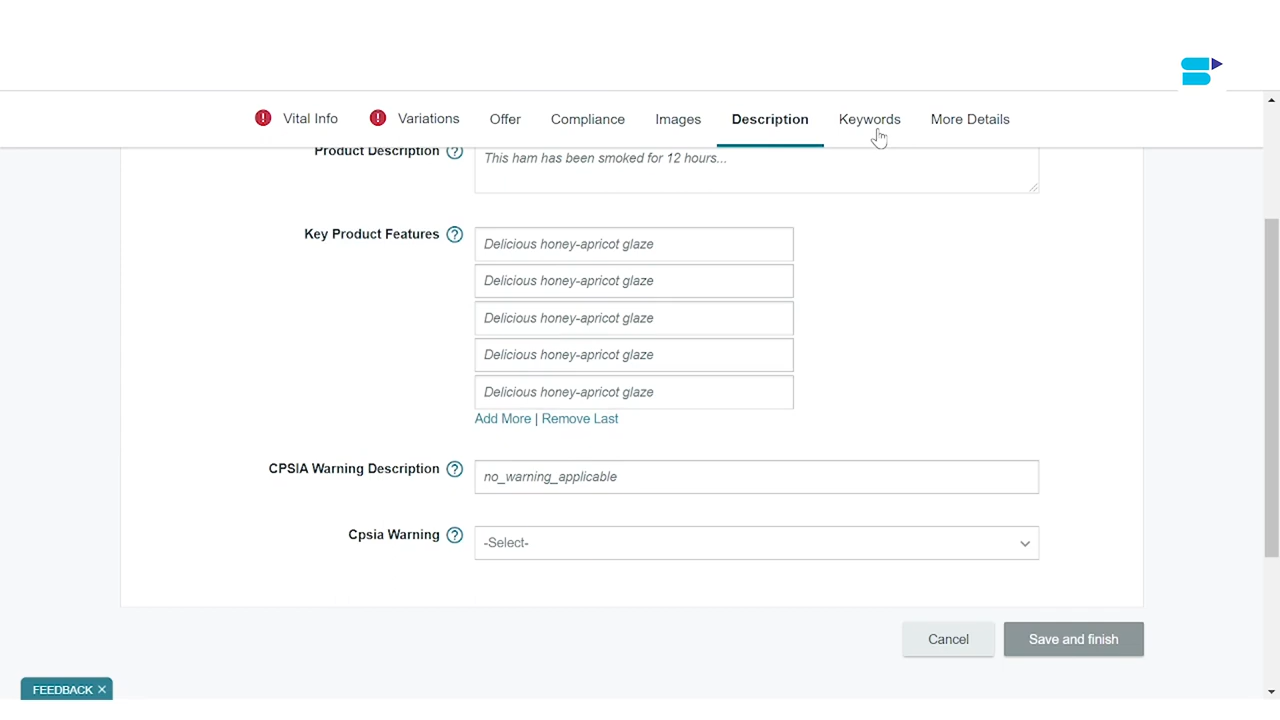 ! Vital Info ! Variations Offer Compliance Images Description Keywords More Details
Product Description ? This ham has been smoked for 12 hours...
Key Product Features ? Delicious honey-apricot glaze
Delicious honey-apricot glaze
Delicious honey-apricot glaze
Delicious honey-apricot glaze
Delicious honey-apricot glaze
Add More | Remove Last
CPSIA Warning Description ? no_warning_applicable
Cpsia Warning ? -Select-
Cancel Save and finish
FEEDBACK ×